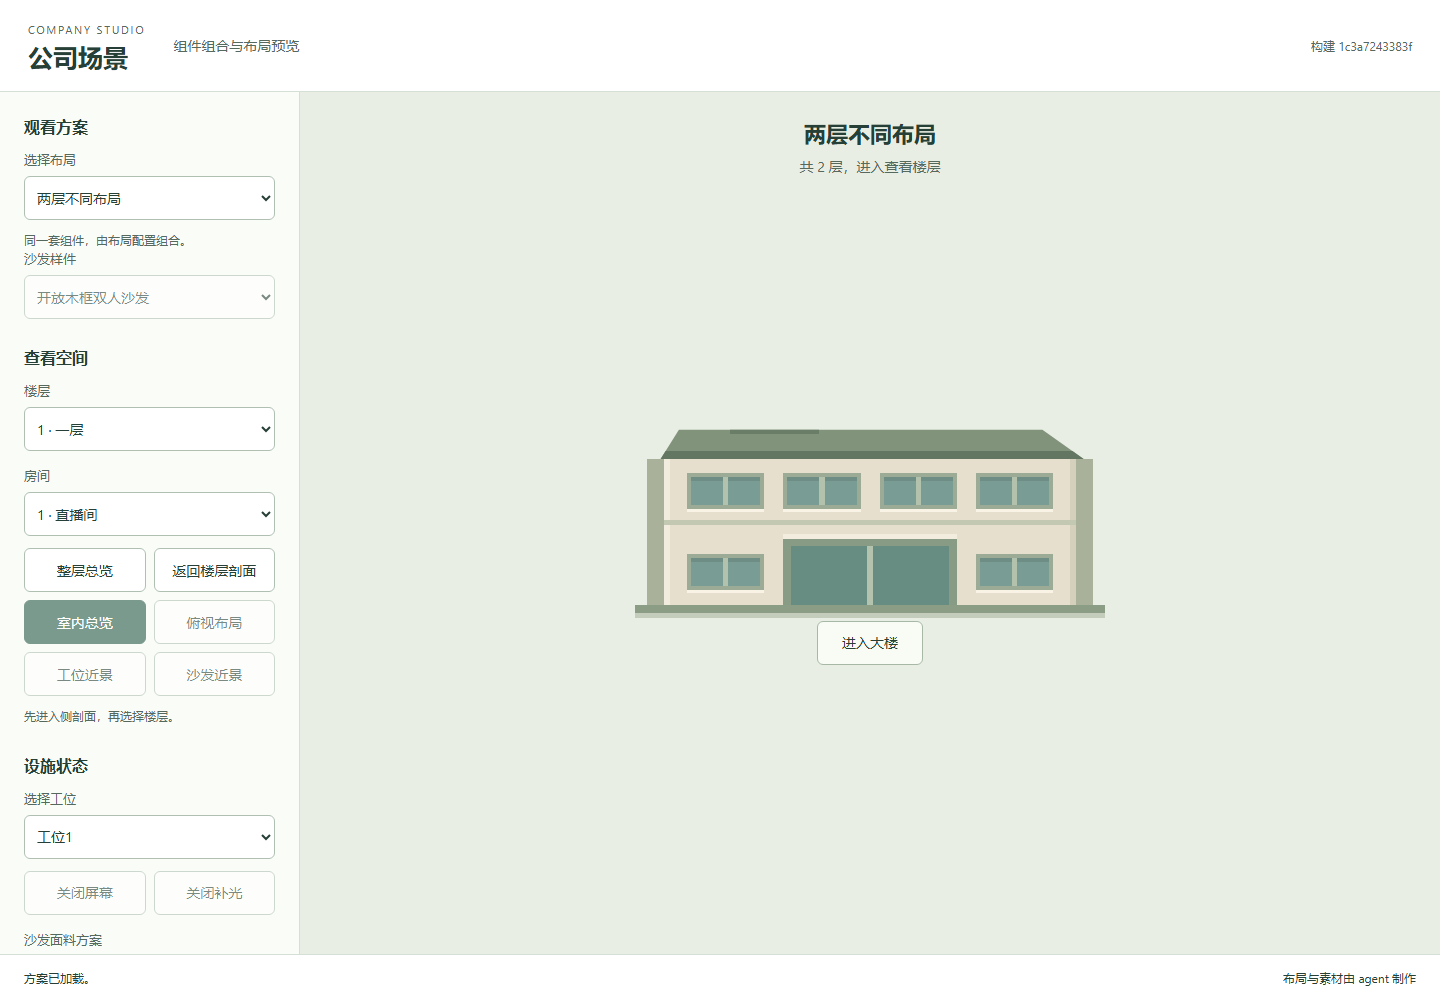 COMPANY STUDIO
公司场景
组件组合与布局预览
构建 1c3a7243383f
观看方案
选择布局
两层不同布局
同一套组件，由布局配置组合。
沙发样件
开放木框双人沙发
查看空间
楼层
1 · 一层
房间
1 · 直播间
整层总览
返回楼层剖面
室内总览
俯视布局
工位近景
沙发近景
先进入侧剖面，再选择楼层。
设施状态
选择工位
工位1
关闭屏幕
关闭补光
沙发面料方案
两层不同布局
共 2 层，进入查看楼层
进入大楼
方案已加载。
布局与素材由 agent 制作